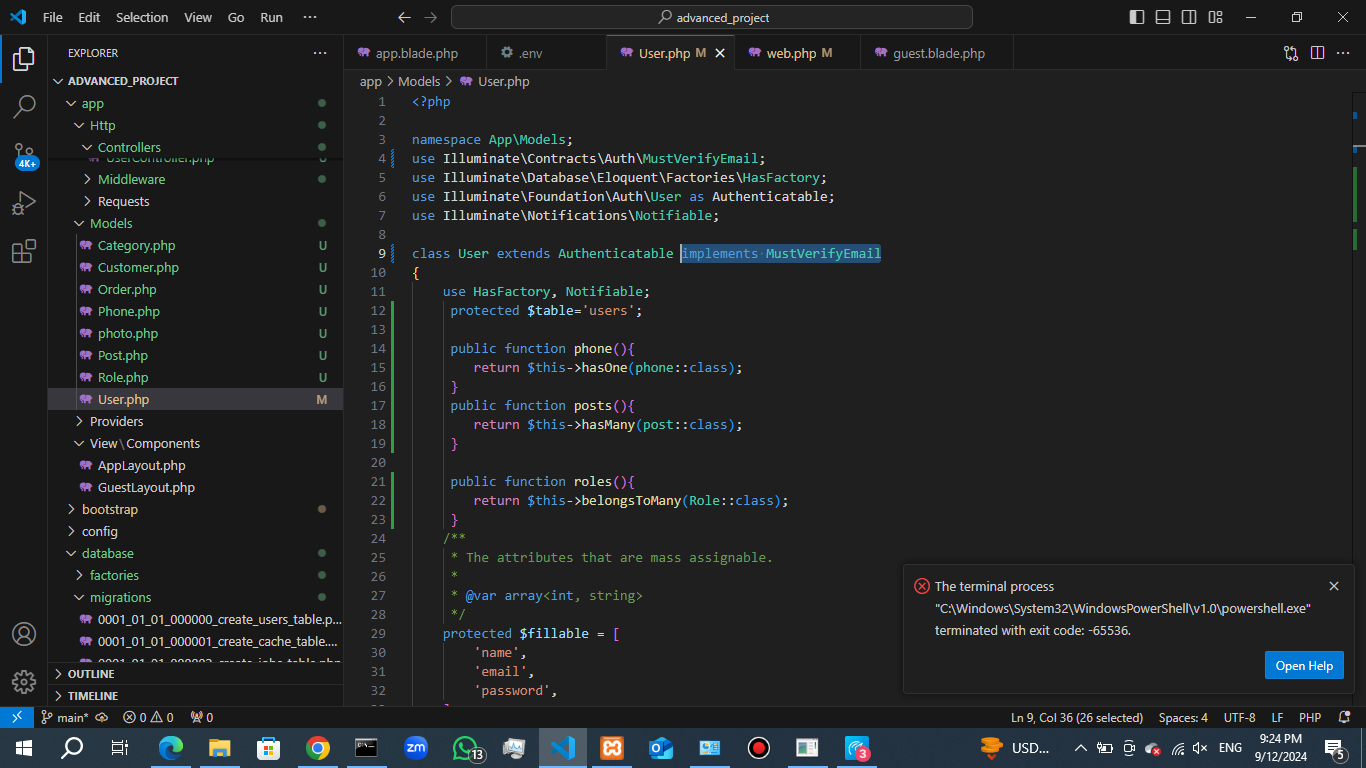 File Edit Selection View Go Run ···
advanced_project
EXPLORER
ADVANCED_PROJECT
app
Http
Controllers
UserController.php U
Middleware
Requests
Models
Category.php U
Customer.php U
Order.php U
Phone.php U
photo.php U
Post.php U
Role.php U
User.php M
Providers
View\Components
AppLayout.php
GuestLayout.php
bootstrap
config
database
factories
migrations
0001_01_01_000000_create_users_table.p...
0001_01_01_000001_create_cache_table....
0001_01_01_000002_create_jobs_table.php
OUTLINE
TIMELINE
4K+
app.blade.php .env User.php M web.php M guest.blade.php
app > Models > User.php
1 <?php
2
3 namespace App\Models;
4 use Illuminate\Contracts\Auth\MustVerifyEmail;
5 use Illuminate\Database\Eloquent\Factories\HasFactory;
6 use Illuminate\Foundation\Auth\User as Authenticatable;
7 use Illuminate\Notifications\Notifiable;
8
9 class User extends Authenticatable implements MustVerifyEmail
10 {
11 use HasFactory, Notifiable;
12 protected $table='users';
13
14 public function phone(){
15 return $this->hasOne(phone::class);
16 }
17 public function posts(){
18 return $this->hasMany(post::class);
19 }
20
21 public function roles(){
22 return $this->belongsToMany(Role::class);
23 }
24 /**
25 * The attributes that are mass assignable.
26 *
27 * @var array<int, string>
28 */
29 protected $fillable = [
30 'name',
31 'email',
32 'password',
The terminal process
"C:\Windows\System32\WindowsPowerShell\v1.0\powershell.exe"
terminated with exit code: -65536.
Open Help
main* 0 0 0 Ln 9, Col 36 (26 selected) Spaces: 4 UTF-8 LF PHP
zm 13 3 USD... ENG 9:24 PM
9/12/2024 5